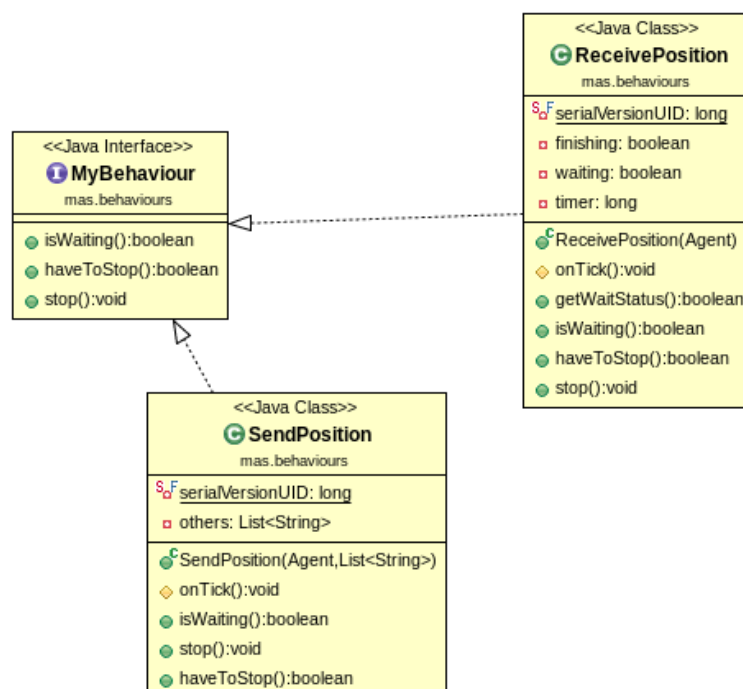 <<Java Class>>
C ReceivePosition
mas.behaviours
S F serialVersionUID: long
finishing: boolean
waiting: boolean
timer: long
C ReceivePosition(Agent)
onTick():void
getWaitStatus():boolean
isWaiting():boolean
haveToStop():boolean
stop():void
<<Java Interface>>
I MyBehaviour
mas.behaviours
isWaiting():boolean
haveToStop():boolean
stop():void
<<Java Class>>
C SendPosition
mas.behaviours
S F serialVersionUID: long
others: List<String>
C SendPosition(Agent,List<String>)
onTick():void
isWaiting():boolean
stop():void
haveToStop():boolean